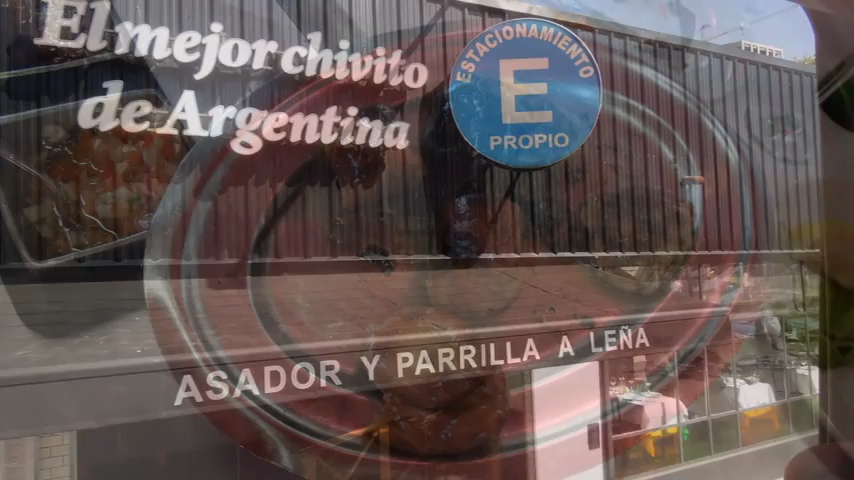 El mejor chivito
de Argentina
ESTACIONAMIENTO
E
PROPIO
ASADOR Y PARRILLA A LEÑA